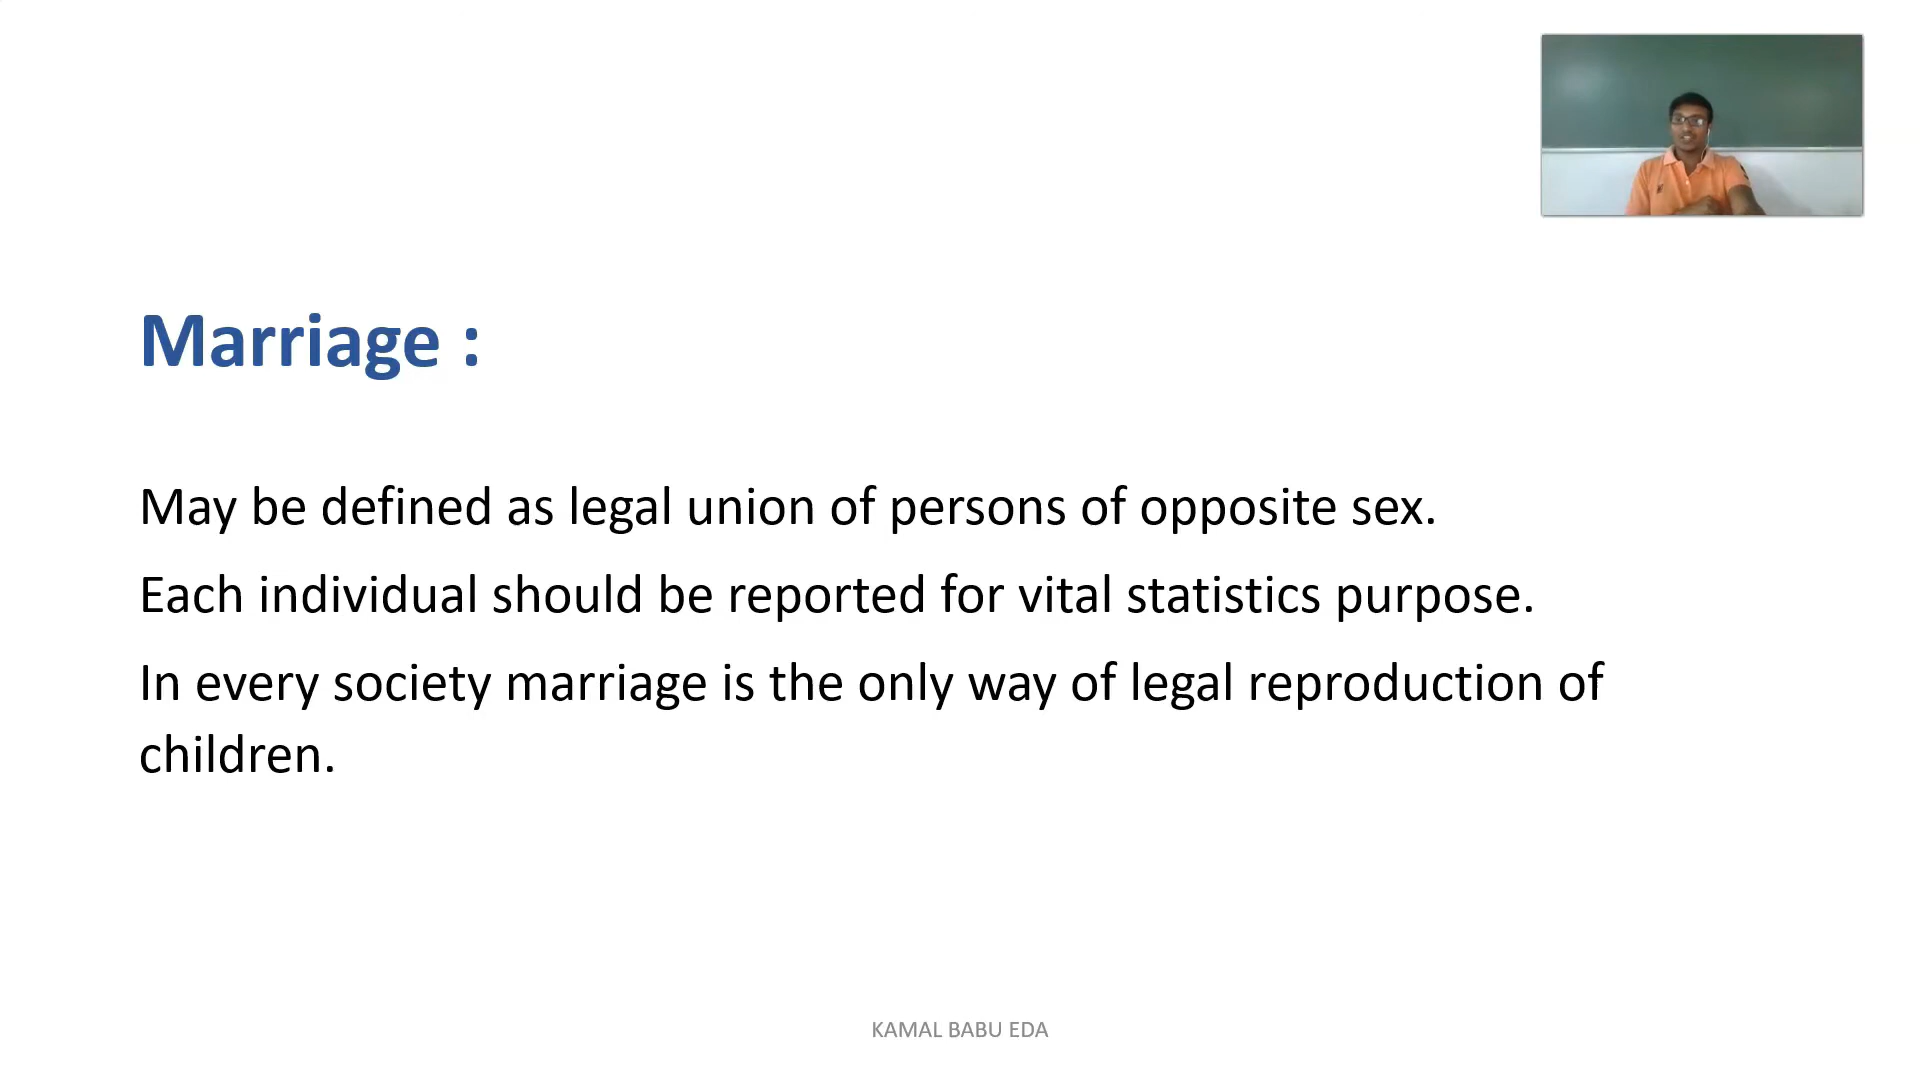 Marriage :
May be defined as legal union of persons of opposite sex.
Each individual should be reported for vital statistics purpose.
In every society marriage is the only way of legal reproduction of
children.
KAMAL BABU EDA